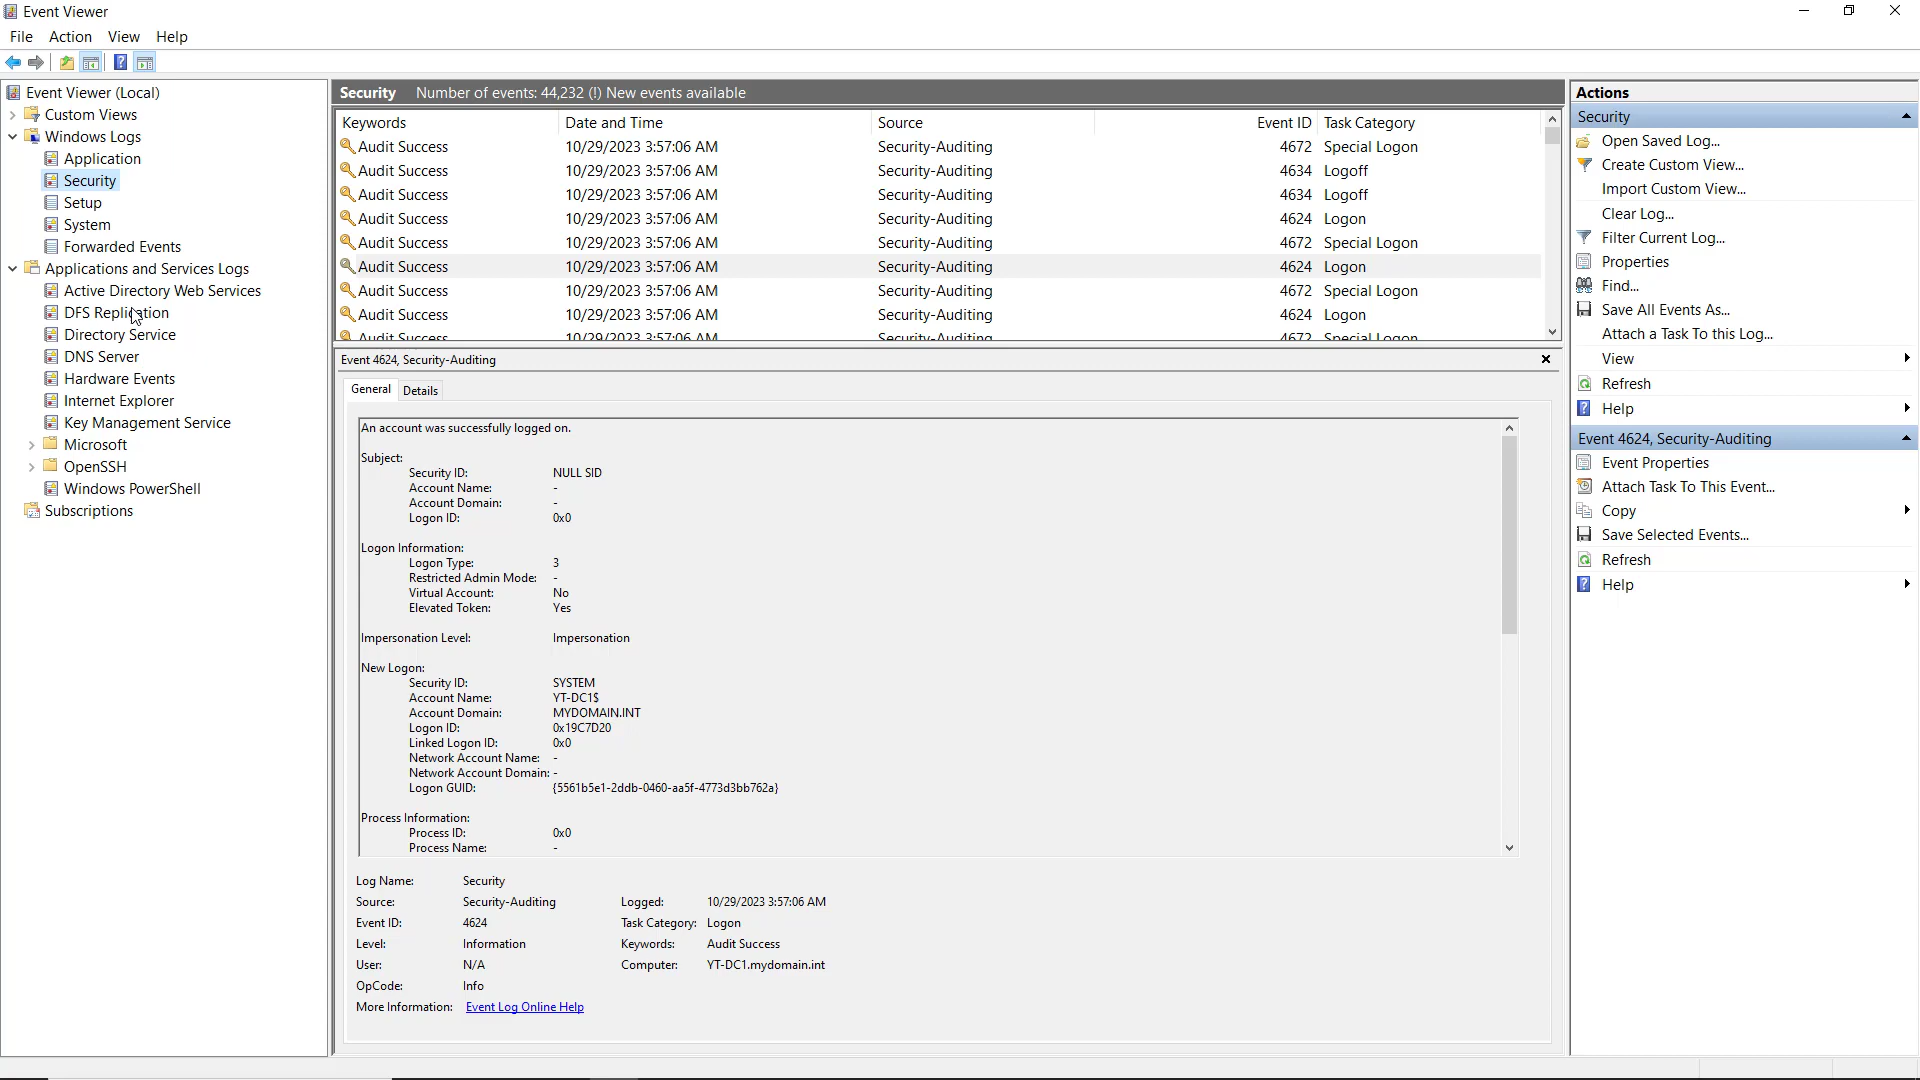 Event Viewer
File Action View Help
Event Viewer (Local)
Custom Views
Windows Logs
Application
Security
Setup
System
Forwarded Events
Applications and Services Logs
Active Directory Web Services
DFS Replication
Directory Service
DNS Server
Hardware Events
Internet Explorer
Key Management Service
Microsoft
OpenSSH
Windows PowerShell
Subscriptions
Security Number of events: 44,232 (!) New events available
Keywords Date and Time Source Event ID Task Category
Audit Success 10/29/2023 3:57:06 AM Security-Auditing 4672 Special Logon
Audit Success 10/29/2023 3:57:06 AM Security-Auditing 4634 Logoff
Audit Success 10/29/2023 3:57:06 AM Security-Auditing 4634 Logoff
Audit Success 10/29/2023 3:57:06 AM Security-Auditing 4624 Logon
Audit Success 10/29/2023 3:57:06 AM Security-Auditing 4672 Special Logon
Audit Success 10/29/2023 3:57:06 AM Security-Auditing 4624 Logon
Audit Success 10/29/2023 3:57:06 AM Security-Auditing 4672 Special Logon
Audit Success 10/29/2023 3:57:06 AM Security-Auditing 4624 Logon
Audit Success 10/29/2023 3:57:06 AM Security-Auditing 4672 Special Logon
Event 4624, Security-Auditing
General Details
An account was successfully logged on.
Subject:
Security ID: NULL SID
Account Name: -
Account Domain: -
Logon ID: 0x0
Logon Information:
Logon Type: 3
Restricted Admin Mode: -
Virtual Account: No
Elevated Token: Yes
Impersonation Level: Impersonation
New Logon:
Security ID: SYSTEM
Account Name: YT-DC1$
Account Domain: MYDOMAIN.INT
Logon ID: 0x19C7D20
Linked Logon ID: 0x0
Network Account Name: -
Network Account Domain: -
Logon GUID: {5561b5e1-2ddb-0460-aa5f-4773d3bb762a}
Process Information:
Process ID: 0x0
Process Name: -
Log Name: Security
Source: Security-Auditing Logged: 10/29/2023 3:57:06 AM
Event ID: 4624 Task Category: Logon
Level: Information Keywords: Audit Success
User: N/A Computer: YT-DC1.mydomain.int
OpCode: Info
More Information: Event Log Online Help
Actions
Security
Open Saved Log...
Create Custom View...
Import Custom View...
Clear Log...
Filter Current Log...
Properties
Find...
Save All Events As...
Attach a Task To this Log...
View
Refresh
Help
Event 4624, Security-Auditing
Event Properties
Attach Task To This Event...
Copy
Save Selected Events...
Refresh
Help